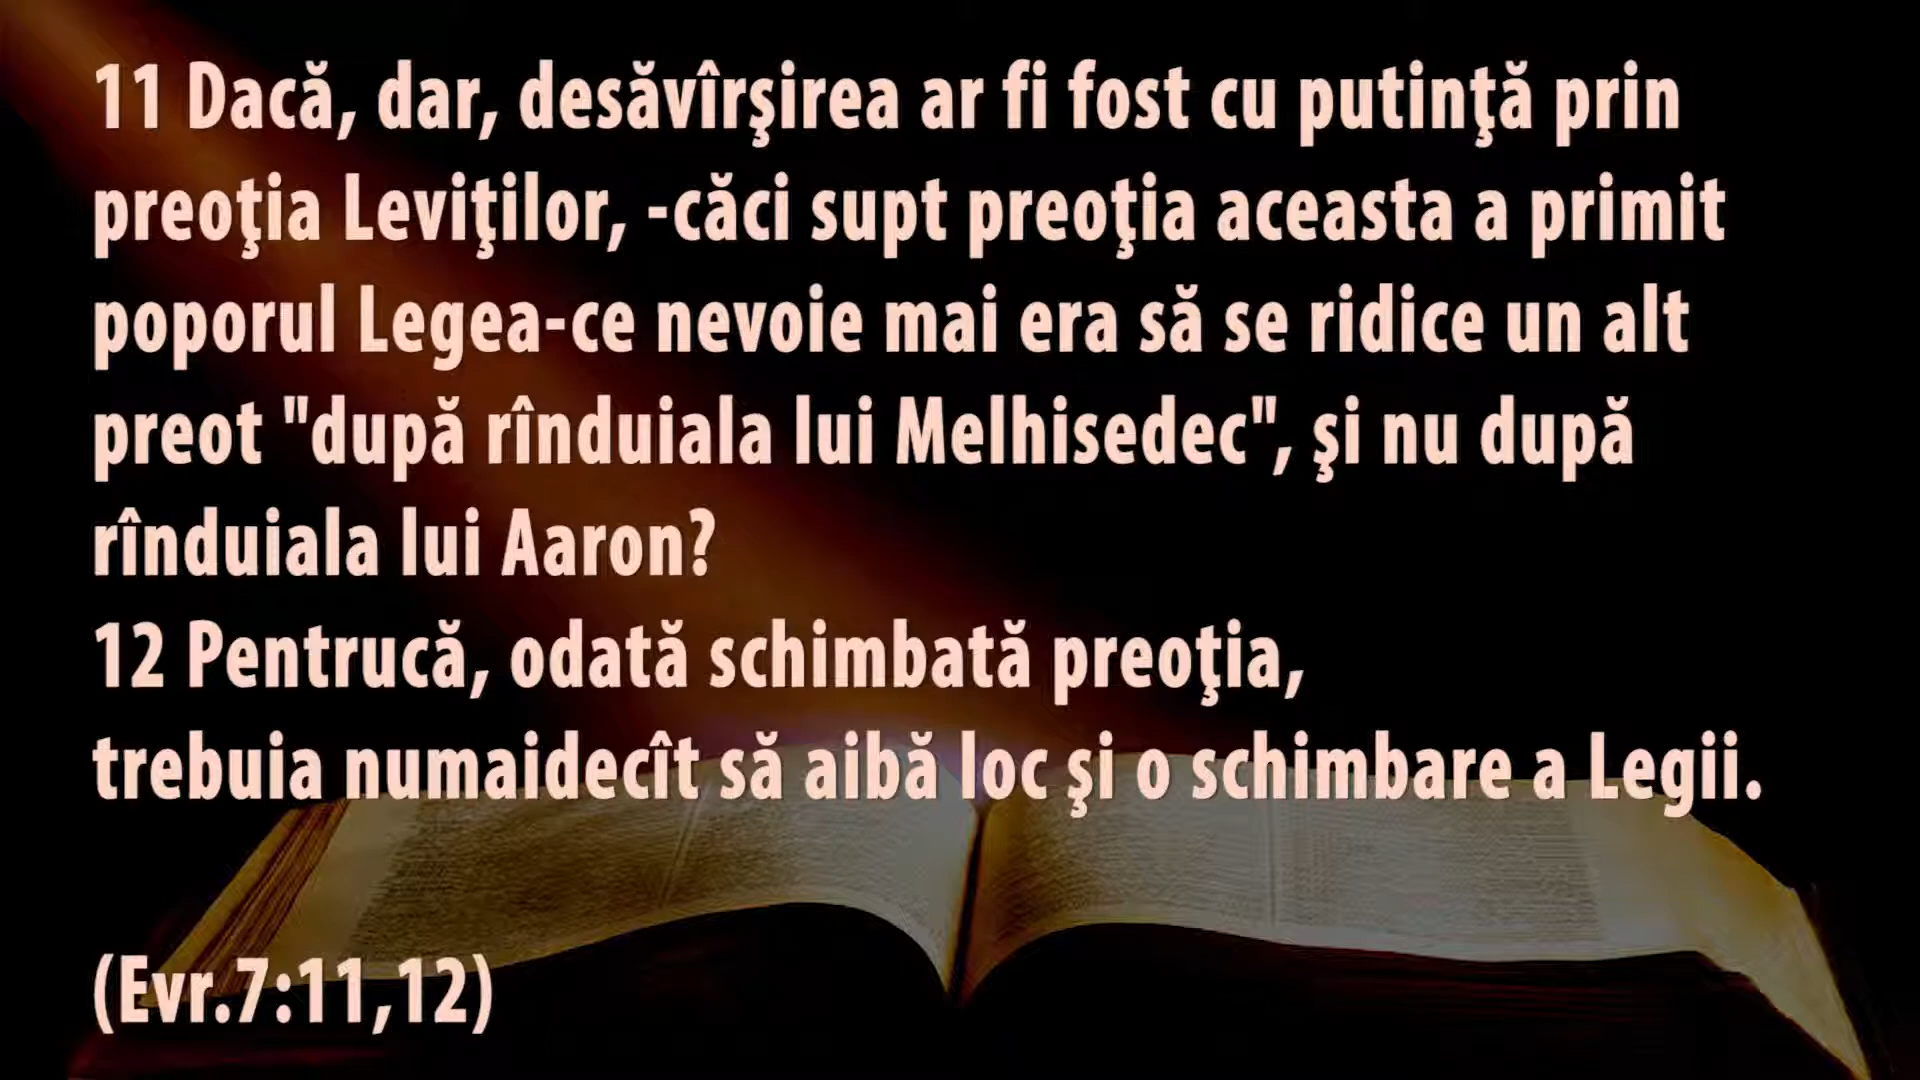 11 Dacă, dar, desăvîrşirea ar fi fost cu putinţă prin
preoţia Leviţilor, -căci supt preoţia aceasta a primit
poporul Legea-ce nevoie mai era să se ridice un alt
preot "după rînduiala lui Melhisedec", şi nu după
rînduiala lui Aaron?
12 Pentrucă, odată schimbată preoţia,
trebuia numaidecît să aibă loc şi o schimbare a Legii.
(Evr.7:11,12)